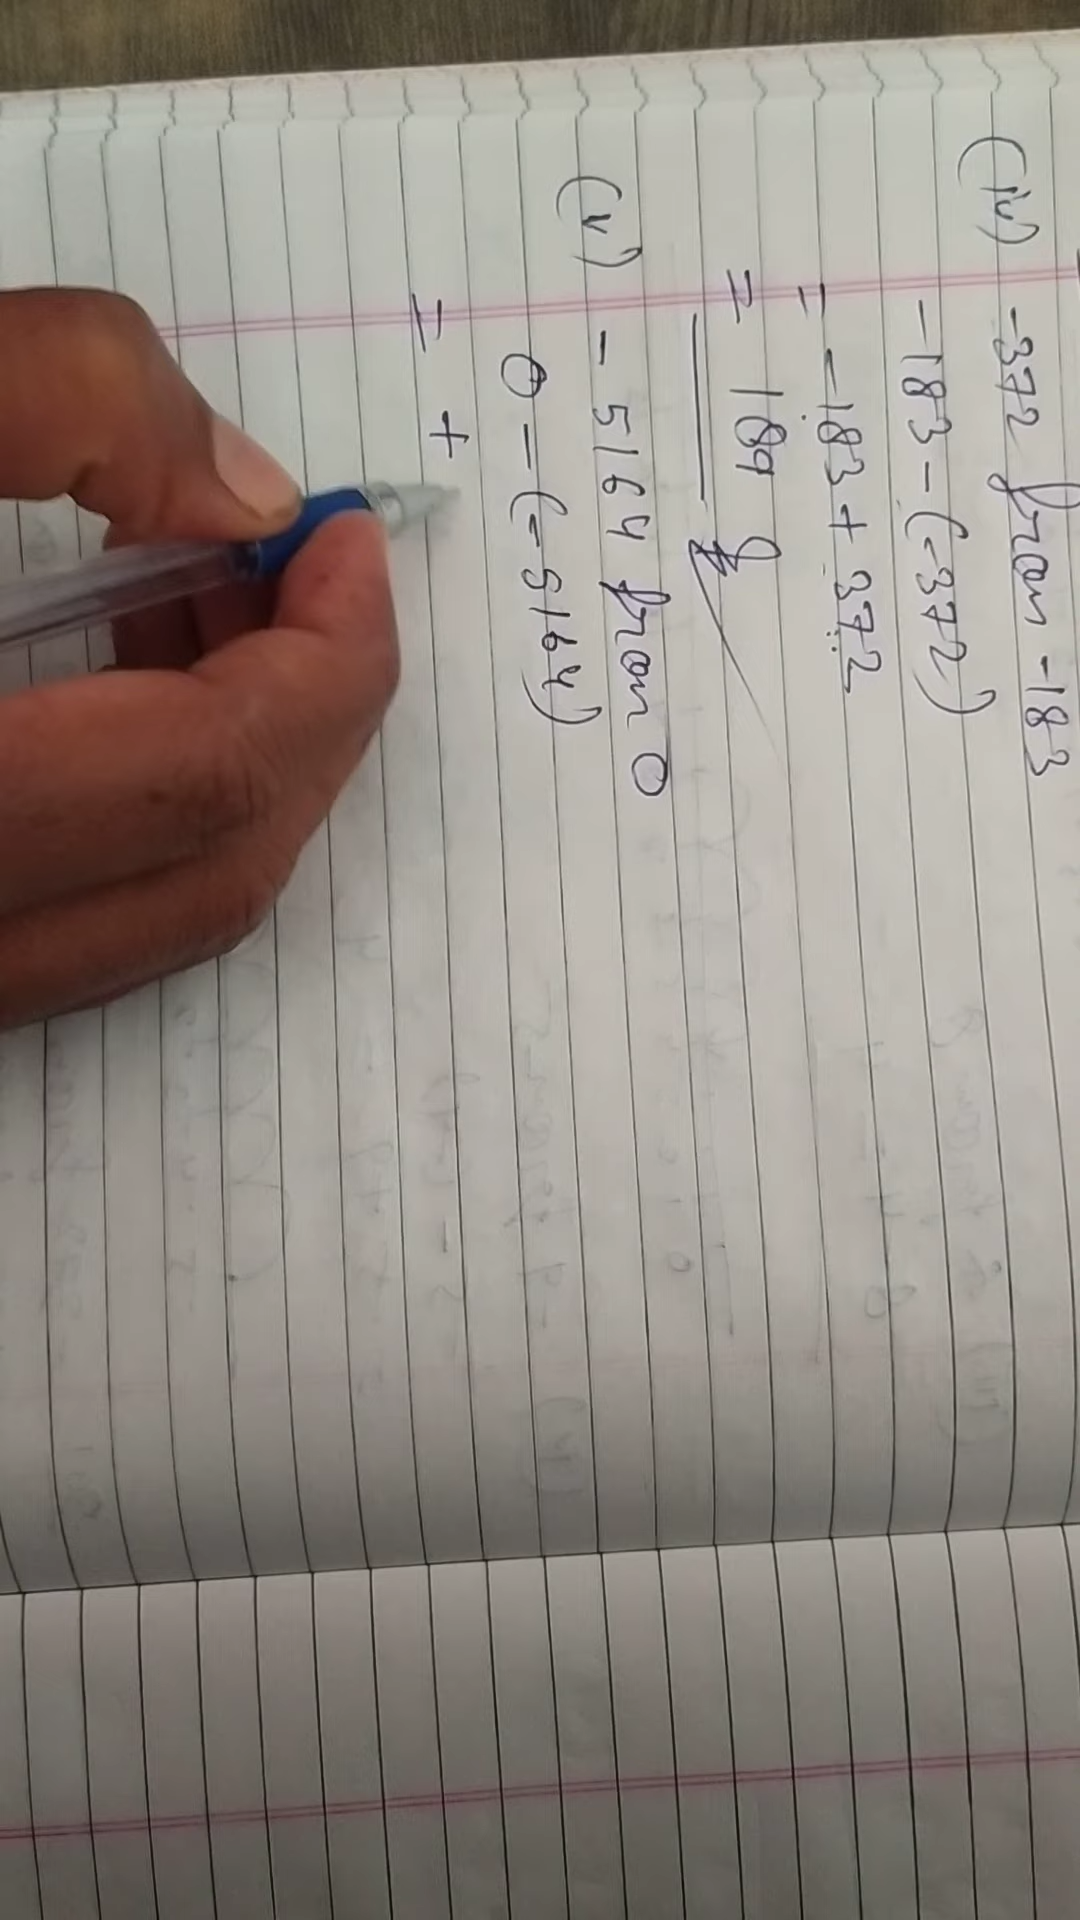 (iv) -372 from -183
-183 - (-372)
= -183 + 372
= 189
(v) - 5164 from 0
0 - (-5164)
= +